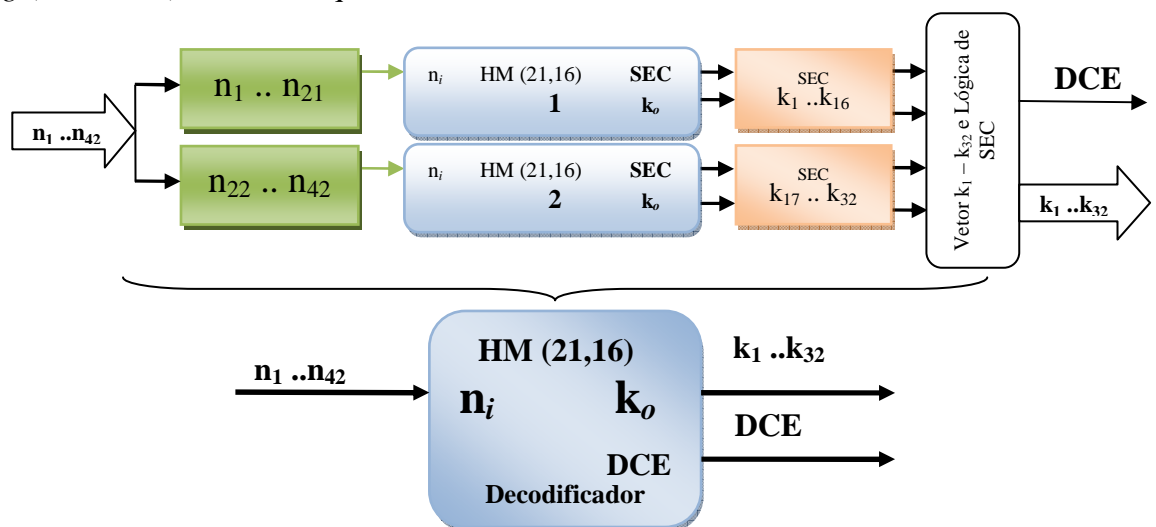 n1 .. n21
ni HM (21,16) SEC
1 ko
SEC
k1 ..k16
DCE
n1 ..n42
n22 .. n42
ni HM (21,16) SEC
2 ko
SEC
k17 .. k32
Vetor k1 – k32 e Lógica de
SEC
k1 ..k32
HM (21,16)
k1 ..k32
n1 ..n42
ni ko
DCE
DCE
Decodificador